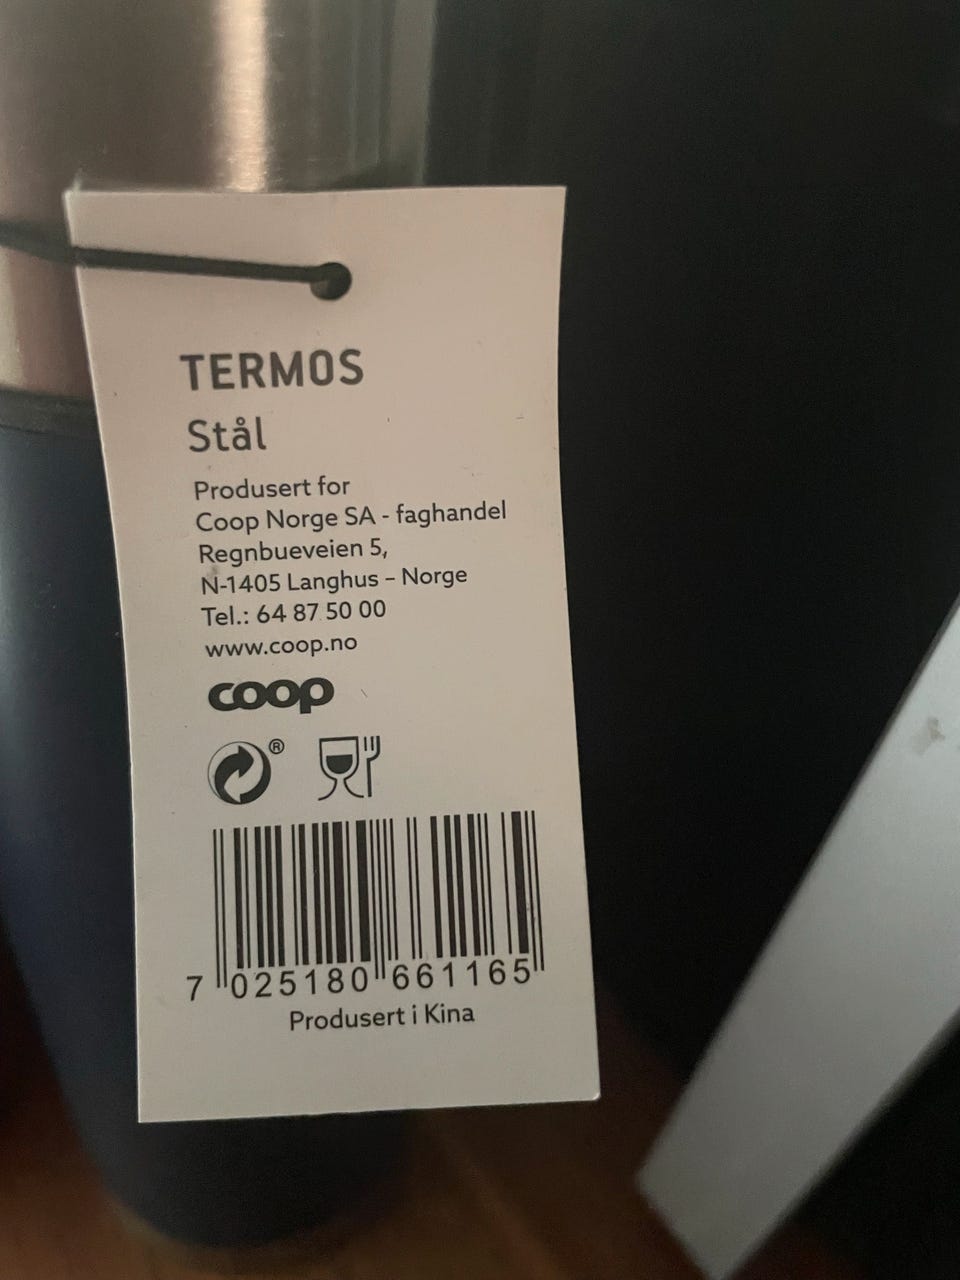 TERMOS
Stål
Produsert for
Coop Norge SA - faghandel
Regnbueveien 5,
N-1405 Langhus – Norge
Tel.: 64 87 50 00
www.coop.no
coop
®
7 025180 661165
Produsert i Kina